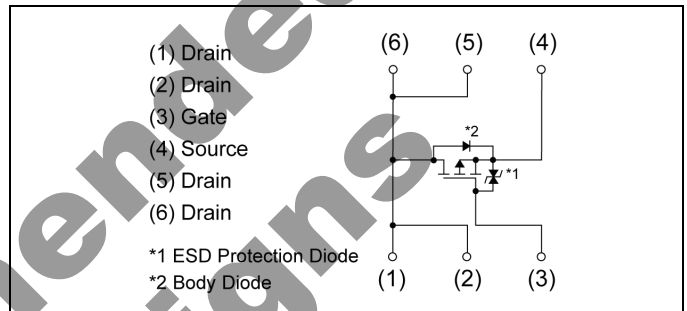 (1) Drain
(2) Drain
(3) Gate
(4) Source
(5) Drain
(6) Drain
*1 ESD Protection Diode
*2 Body Diode
(6) (5) (4)
*2
*1
(1) (2) (3)